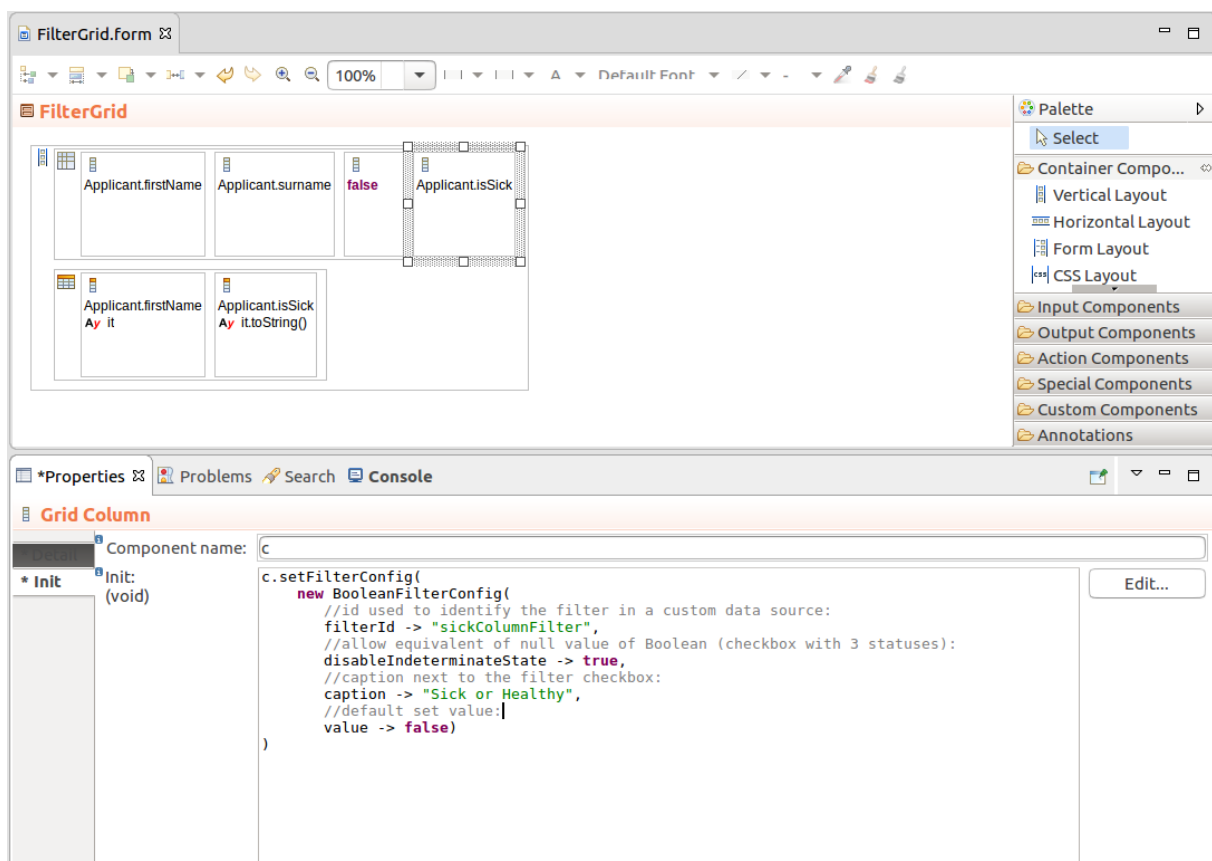 FilterGrid.form
100%
A
Default Font
FilterGrid
Palette
Select
Container Compo...
Vertical Layout
Horizontal Layout
Form Layout
CSS Layout
Input Components
Output Components
Action Components
Special Components
Custom Components
Annotations
Applicant.firstName
Applicant.surname
false
Applicant.isSick
Applicant.firstName
Ay it
Applicant.isSick
Ay it.toString()
*Properties
Problems
Search
Console
Grid Column
* Detail
* Init
Component name:
c
Init:
(void)
c.setFilterConfig(
new BooleanFilterConfig(
//id used to identify the filter in a custom data source:
filterId -> "sickColumnFilter",
//allow equivalent of null value of Boolean (checkbox with 3 statuses):
disableIndeterminateState -> true,
//caption next to the filter checkbox:
caption -> "Sick or Healthy",
//default set value:
value -> false)
)
Edit...